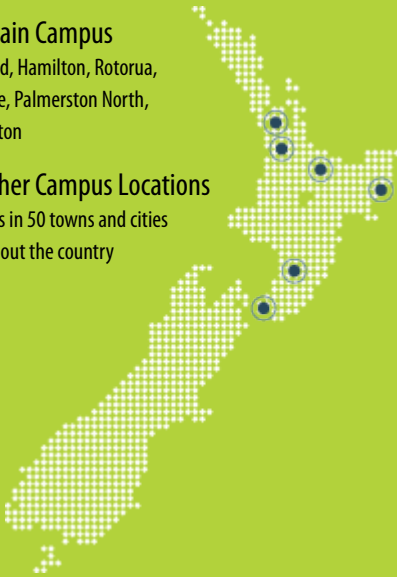 ain Campus
d, Hamilton, Rotorua,
e, Palmerston North,
ton
her Campus Locations
s in 50 towns and cities
out the country